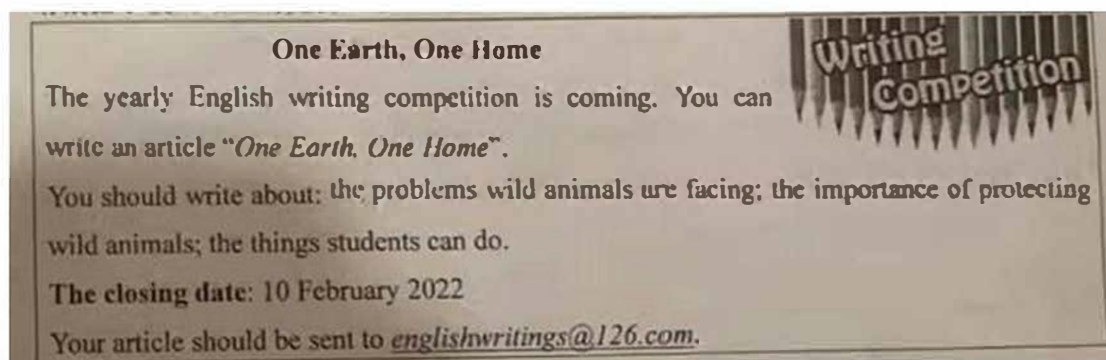 One Earth, One Home
Writing
Competition
The yearly English writing competition is coming. You can
write an article "One Earth, One Home".
You should write about: the problems wild animals are facing; the importance of protecting
wild animals; the things students can do.
The closing date: 10 February 2022
Your article should be sent to englishwritings@126.com.